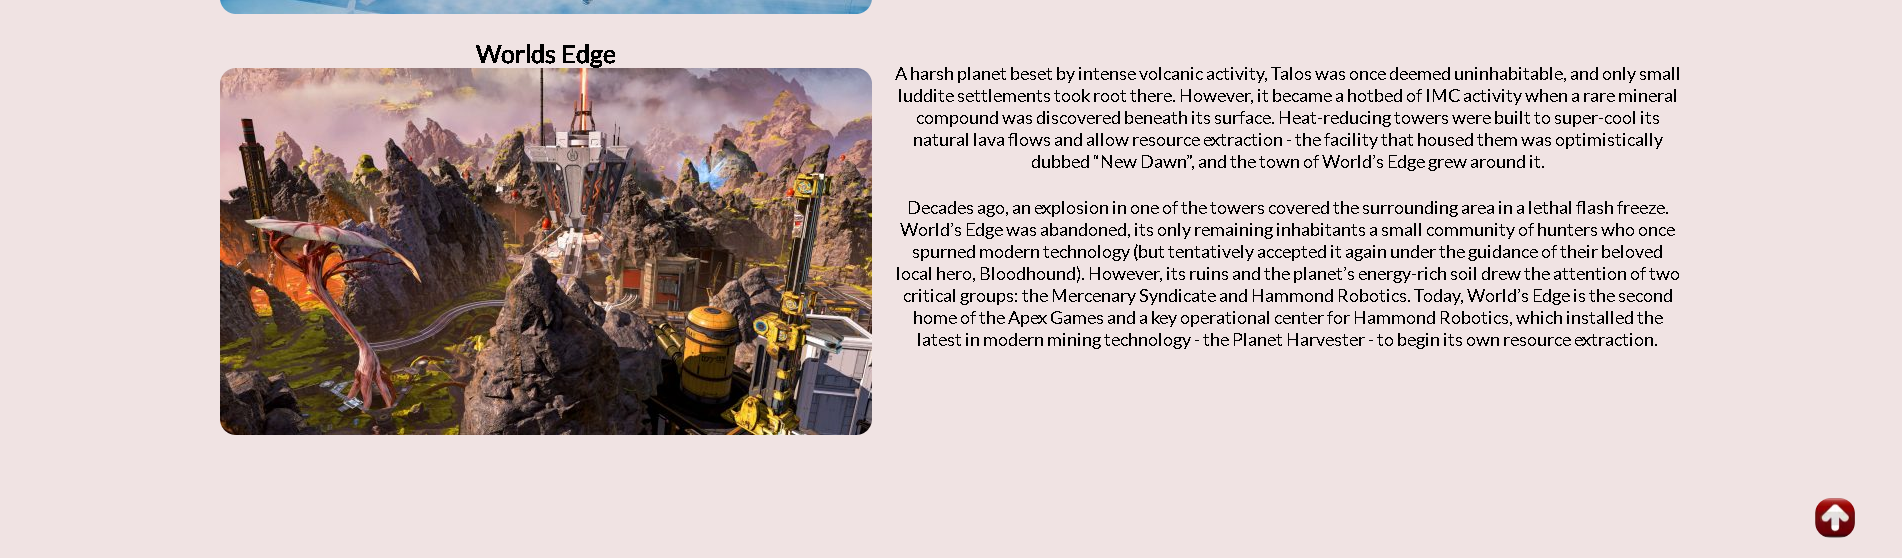 Worlds Edge
A harsh planet beset by intense volcanic activity, Talos was once deemed uninhabitable, and only small
luddite settlements took root there. However, it became a hotbed of IMC activity when a rare mineral
compound was discovered beneath its surface. Heat-reducing towers were built to super-cool its
natural lava flows and allow resource extraction - the facility that housed them was optimistically
dubbed “New Dawn”, and the town of World’s Edge grew around it.
Decades ago, an explosion in one of the towers covered the surrounding area in a lethal flash freeze.
World’s Edge was abandoned, its only remaining inhabitants a small community of hunters who once
spurned modern technology (but tentatively accepted it again under the guidance of their beloved
local hero, Bloodhound). However, its ruins and the planet’s energy-rich soil drew the attention of two
critical groups: the Mercenary Syndicate and Hammond Robotics. Today, World’s Edge is the second
home of the Apex Games and a key operational center for Hammond Robotics, which installed the
latest in modern mining technology - the Planet Harvester - to begin its own resource extraction.